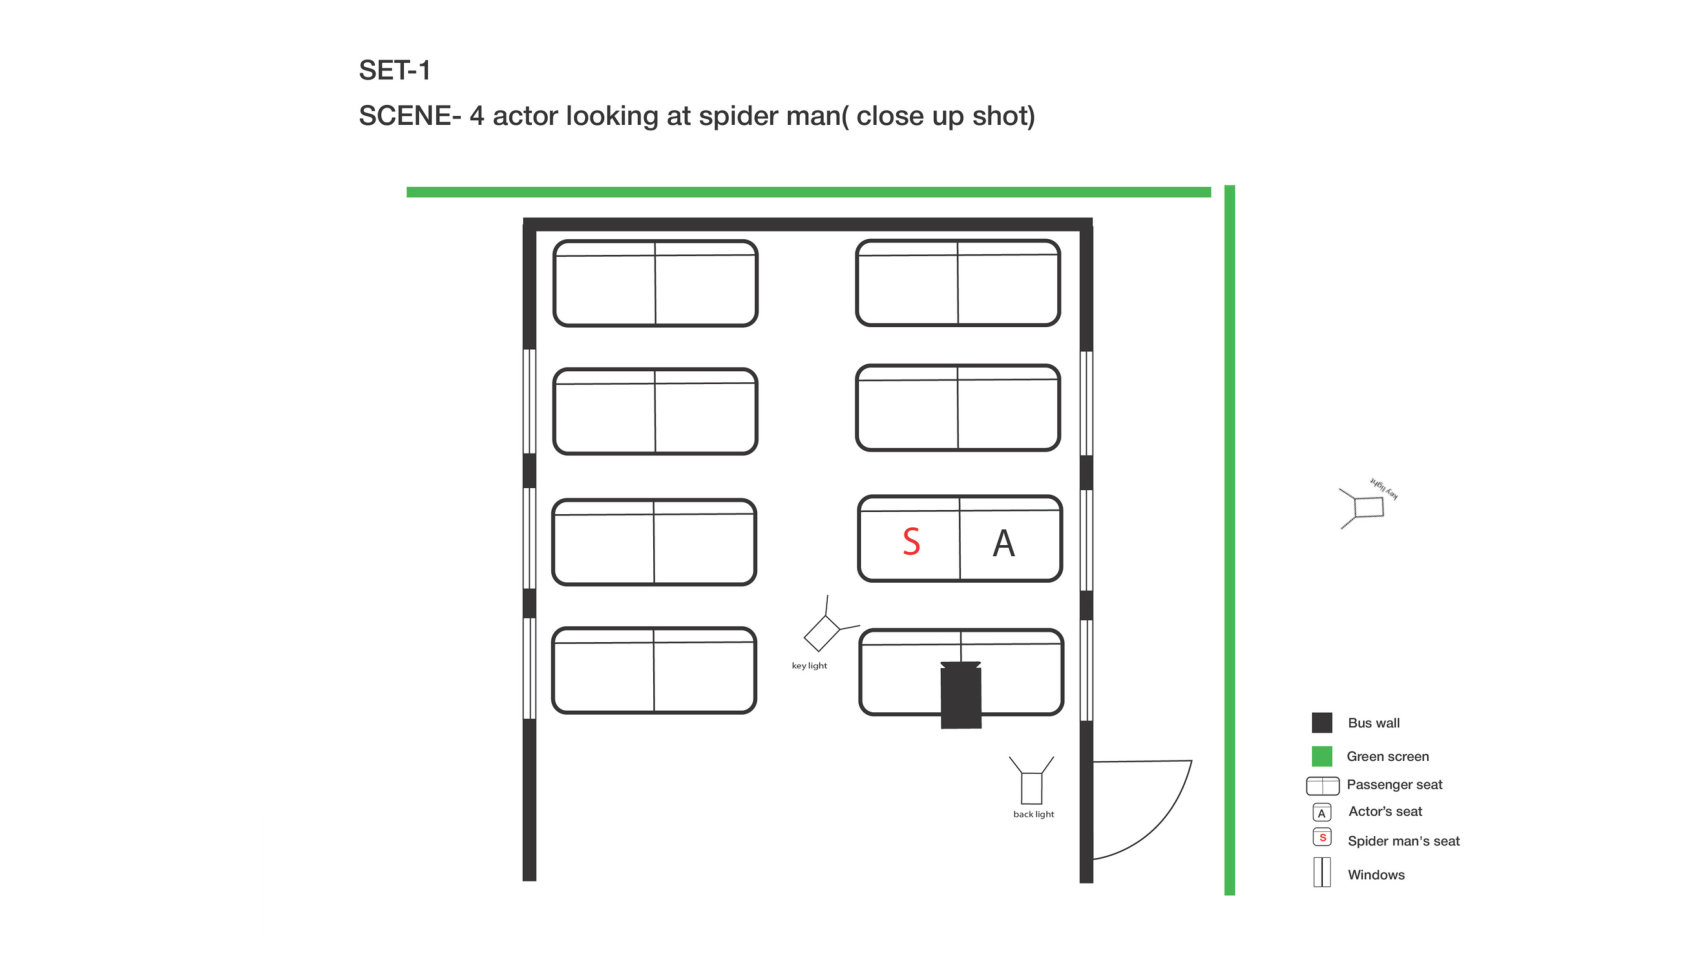 SET-1
SCENE- 4 actor looking at spider man( close up shot)
key light
S A
key light
back light
Bus wall
Green screen
Passenger seat
A Actor's seat
S Spider man's seat
Windows